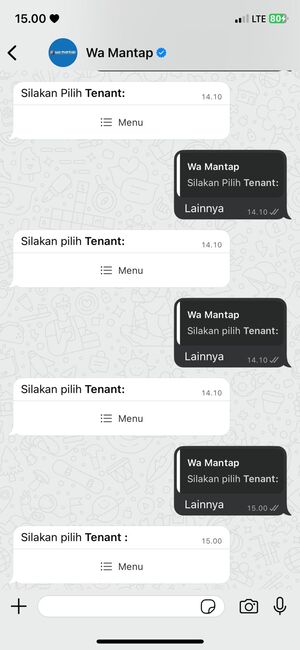 15.00
LTE 80
Wa Mantap
Silakan Pilih Tenant:
14.10
Menu
Wa Mantap
Silakan Pilih Tenant:
Lainnya
14.10
Silakan pilih Tenant:
14.10
Menu
Wa Mantap
Silakan pilih Tenant:
Lainnya
14.10
Silakan pilih Tenant:
14.10
Menu
Wa Mantap
Silakan pilih Tenant:
Lainnya
15.00
Silakan pilih Tenant :
15.00
Menu